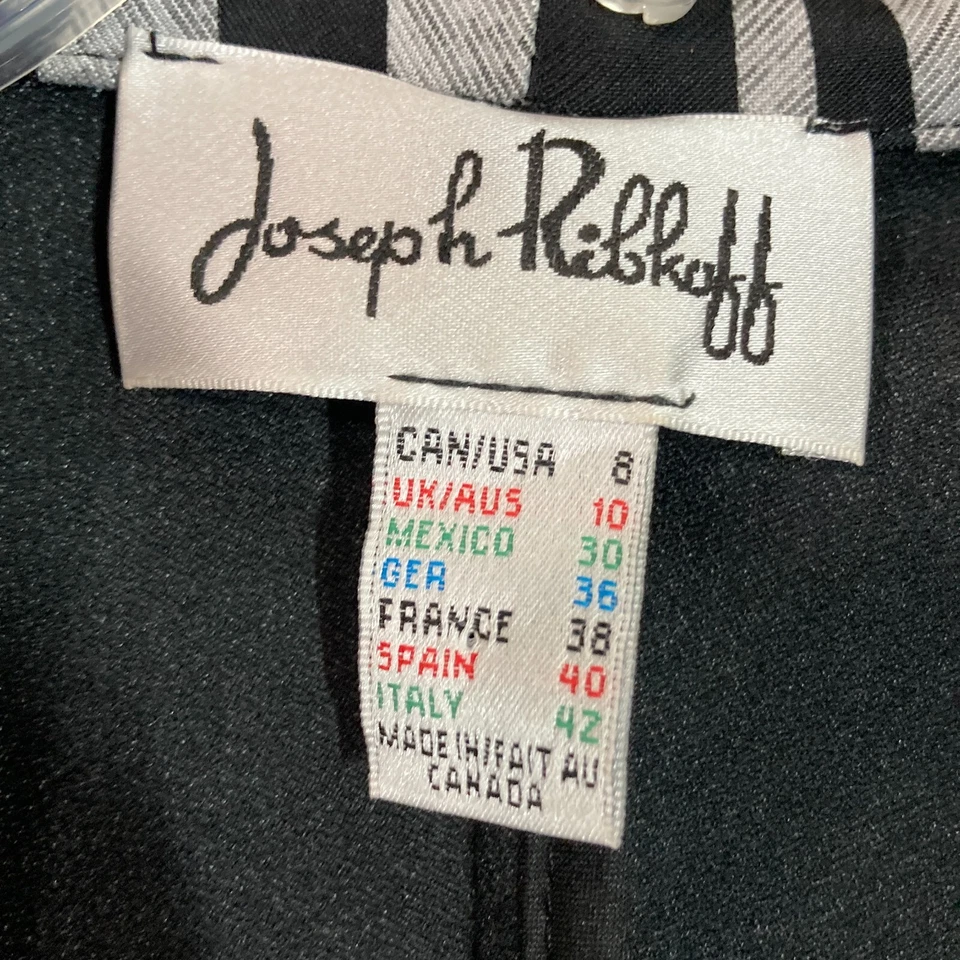 Joseph Ribkoff
CAN/USA 8
UK/AUS 10
MEXICO 30
GER 36
FRANCE 38
SPAIN 40
ITALY 42
MADE IN/FAIT AU
CANADA